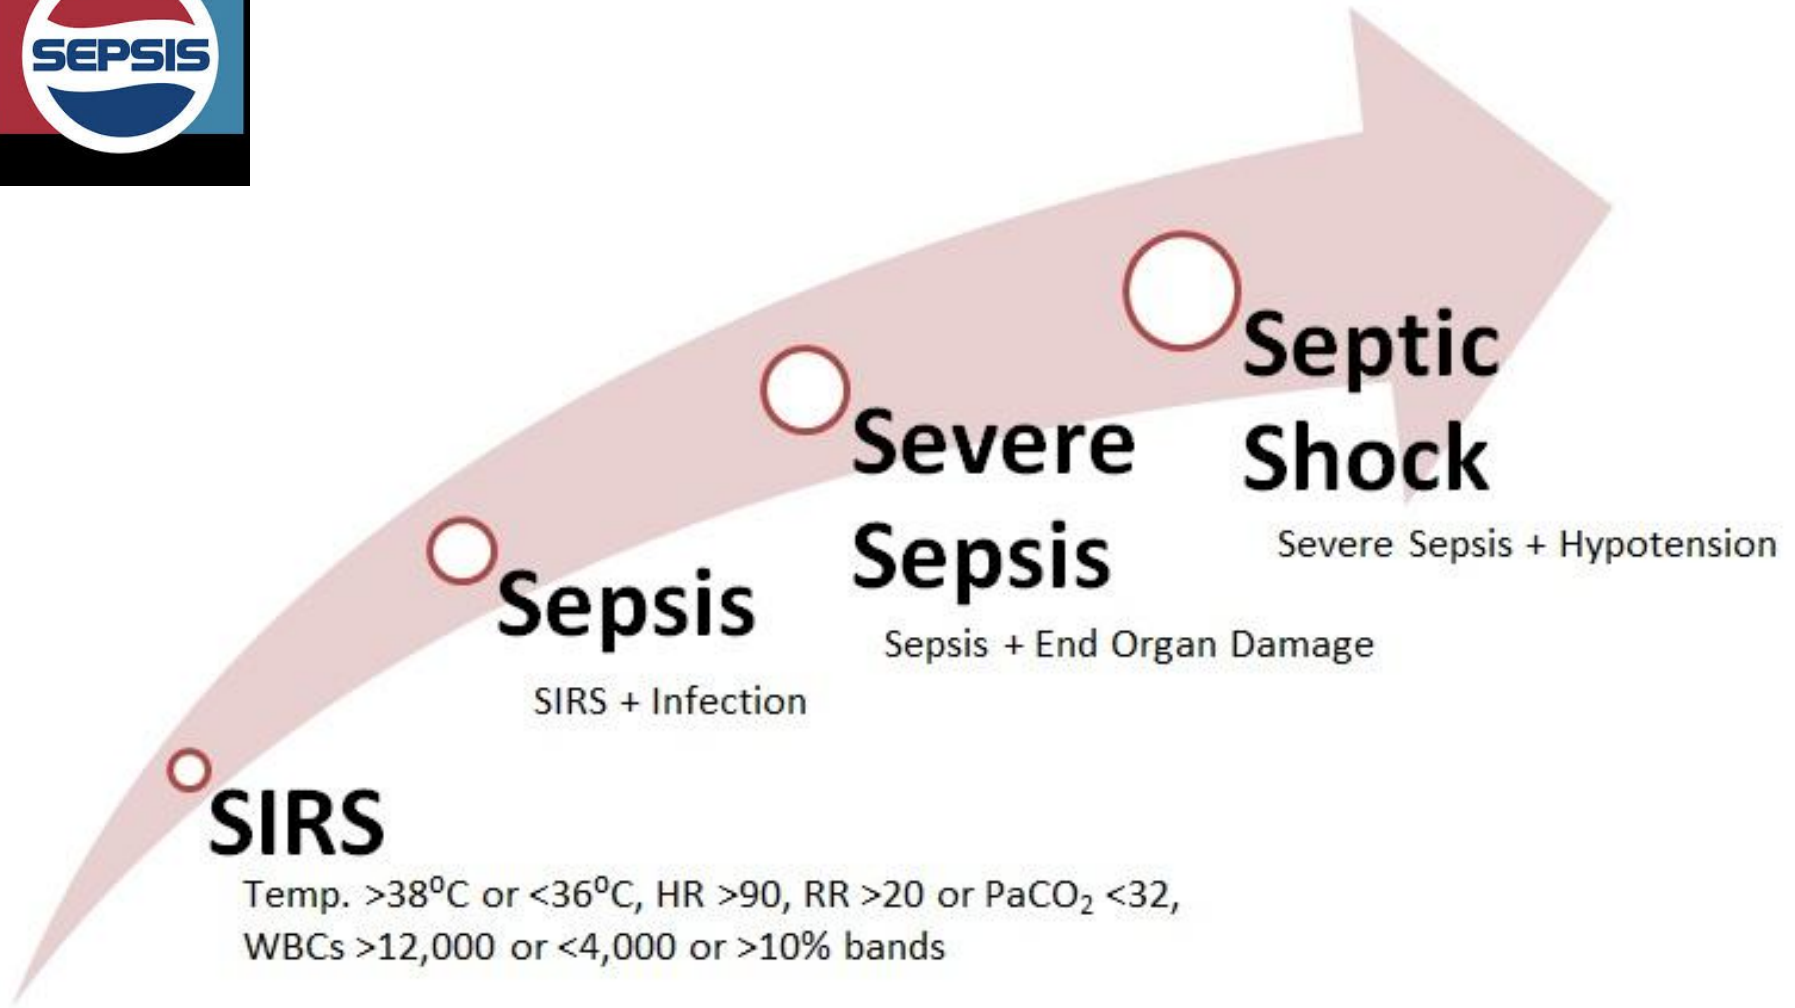 SEPSIS
Septic
Shock
Severe Sepsis + Hypotension
Severe
Sepsis
Sepsis + End Organ Damage
Sepsis
SIRS + Infection
SIRS
Temp. >38⁰C or <36⁰C, HR >90, RR >20 or PaCO₂ <32,
WBCs >12,000 or <4,000 or >10% bands